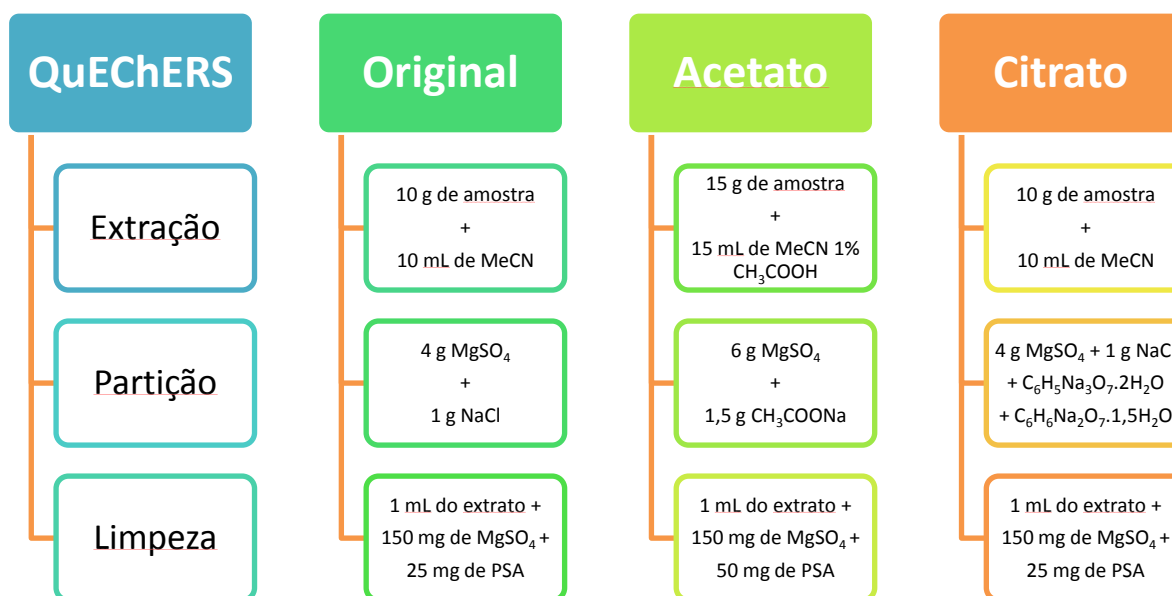 QuEChERS
Extração
Partição
Limpeza
Original
10 g de amostra
+
10 mL de MeCN
4 g MgSO₄
+
1 g NaCl
1 mL do extrato +
150 mg de MgSO₄ +
25 mg de PSA
Acetato
15 g de amostra
+
15 mL de MeCN 1%
CH₃COOH
6 g MgSO₄
+
1,5 g CH₃COONa
1 mL do extrato +
150 mg de MgSO₄ +
50 mg de PSA
Citrato
10 g de amostra
+
10 mL de MeCN
4 g MgSO₄ + 1 g NaC
+ C₆H₅Na₃O₇.2H₂O
+ C₆H₆Na₂O₇.1,5H₂O
1 mL do extrato +
150 mg de MgSO₄ +
25 mg de PSA